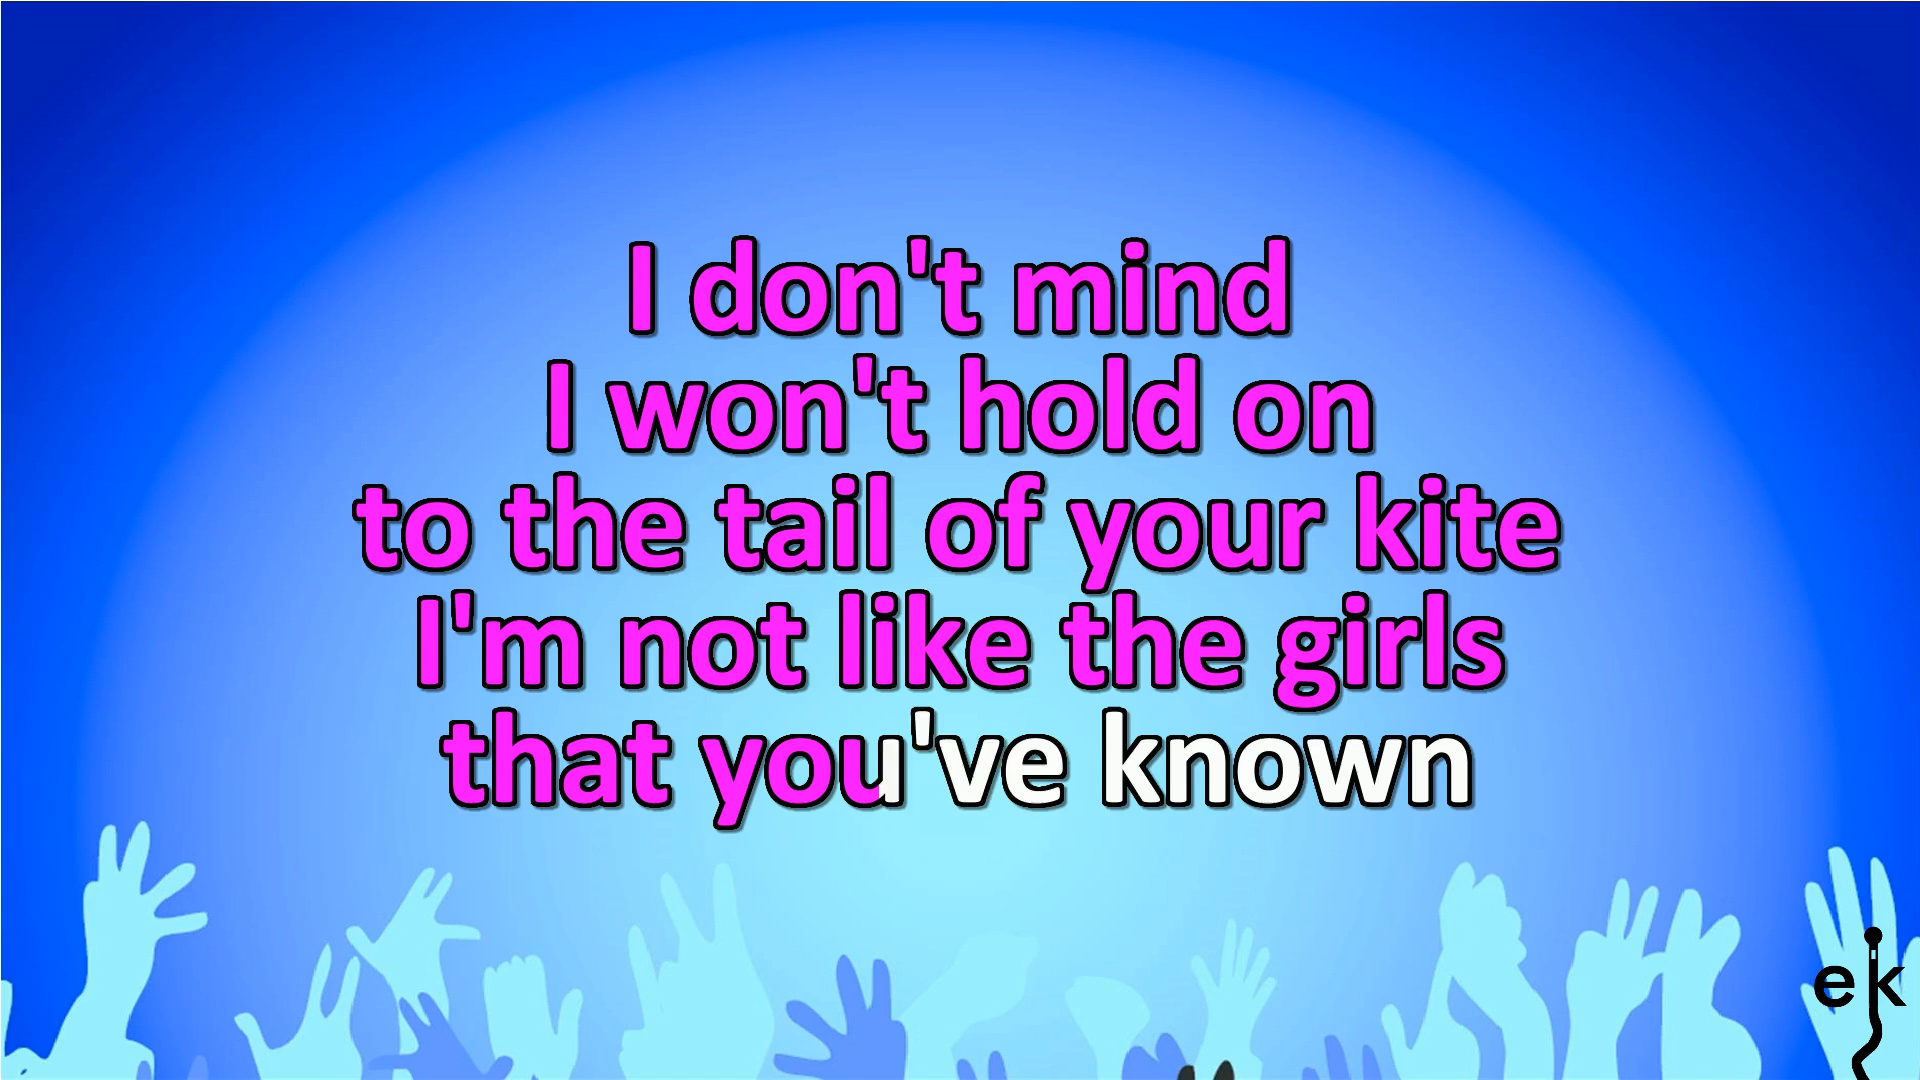 I don't mind
I won't hold on
to the tail of your kite
I'm not like the girls
that you've known
ek